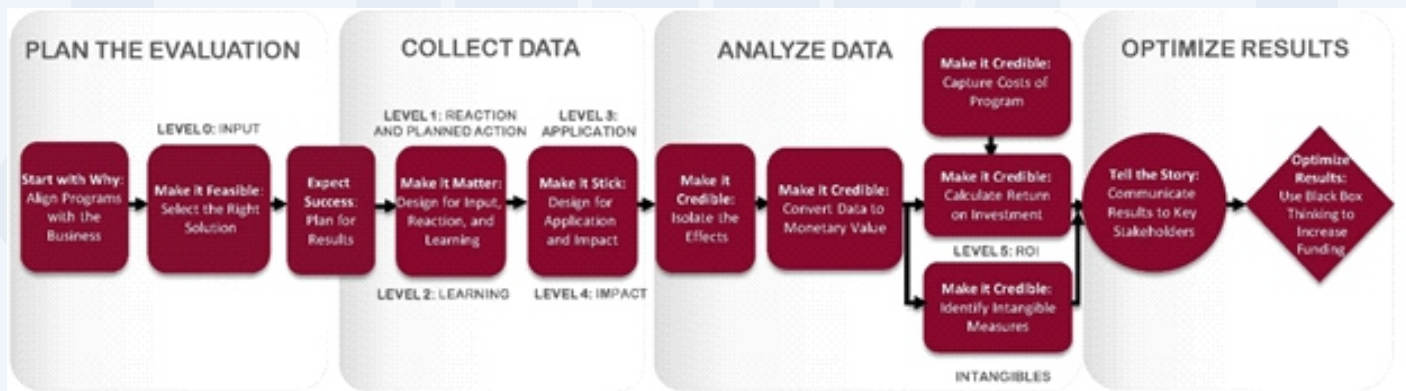 PLAN THE EVALUATION
COLLECT DATA
ANALYZE DATA
OPTIMIZE RESULTS
LEVEL 0: INPUT
Start with Why:
Align Programs
with the
Business
Make it Feasible:
Select the Right
Solution
Expect
Success:
Plan for
Results
LEVEL 1: REACTION
AND PLANNED ACTION
Make it Matter:
Design for Input,
Reaction, and
Learning
LEVEL 2: LEARNING
LEVEL 3:
APPLICATION
Make it Stick:
Design for
Application
and Impact
LEVEL 4: IMPACT
Make it
Credible:
Isolate the
Effects
Make it Credible:
Convert Data to
Monetary Value
Make it Credible:
Capture Costs of
Program
Make it Credible:
Calculate Return
on Investment
LEVEL 5: ROI
Make it Credible:
Identify Intangible
Measures
INTANGIBLES
Tell the Story:
Communicate
Results to Key
Stakeholders
Optimize
Results:
Use Black Box
Thinking to
Increase
Funding